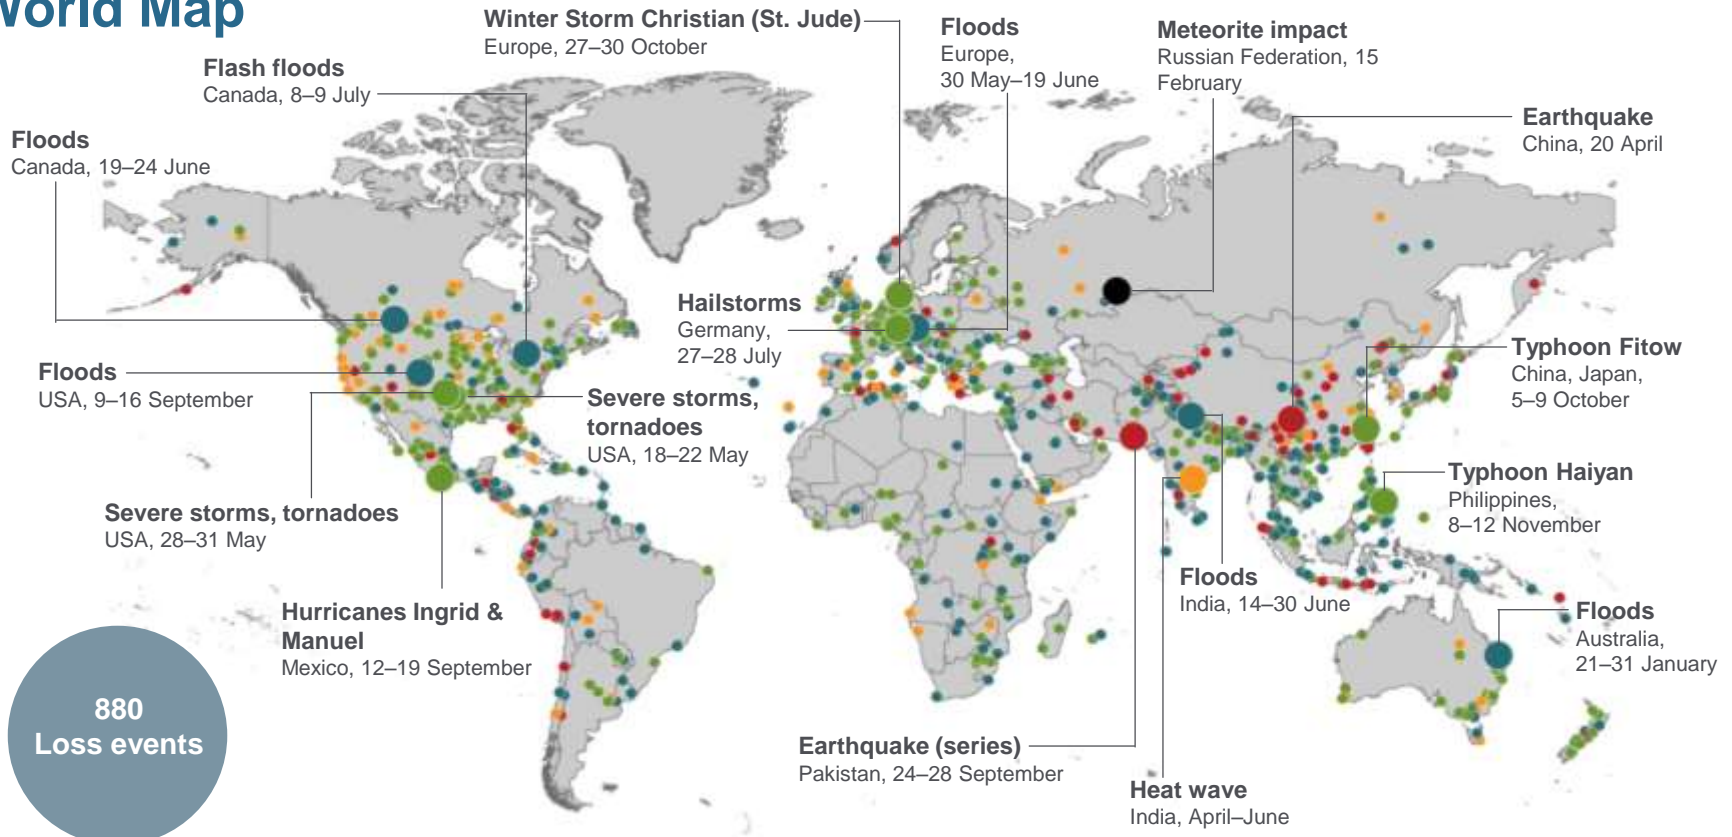 World Map
Winter Storm Christian (St. Jude)
Europe, 27–30 October
Floods
Europe,
30 May–19 June
Meteorite impact
Russian Federation, 15
February
Flash floods
Canada, 8–9 July
Earthquake
China, 20 April
Floods
Canada, 19–24 June
Hailstorms
Germany,
27–28 July
Typhoon Fitow
China, Japan,
5–9 October
Floods
USA, 9–16 September
Severe storms,
tornadoes
USA, 18–22 May
Typhoon Haiyan
Philippines,
8–12 November
Severe storms, tornadoes
USA, 28–31 May
Floods
India, 14–30 June
Hurricanes Ingrid &
Manuel
Mexico, 12–19 September
Floods
Australia,
21–31 January
880
Loss events
Earthquake (series)
Pakistan, 24–28 September
Heat wave
India, April–June